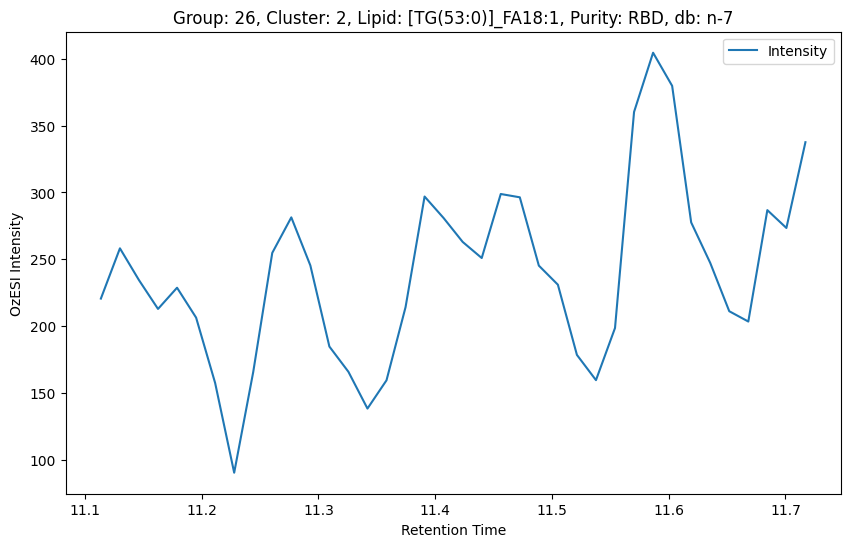 Group: 26, Cluster: 2, Lipid: [TG(53:0)]_FA18:1, Purity: RBD, db: n-7
Intensity
OzESI Intensity
400
350
300
250
200
150
100
11.1 11.2 11.3 11.4 11.5 11.6 11.7
Retention Time